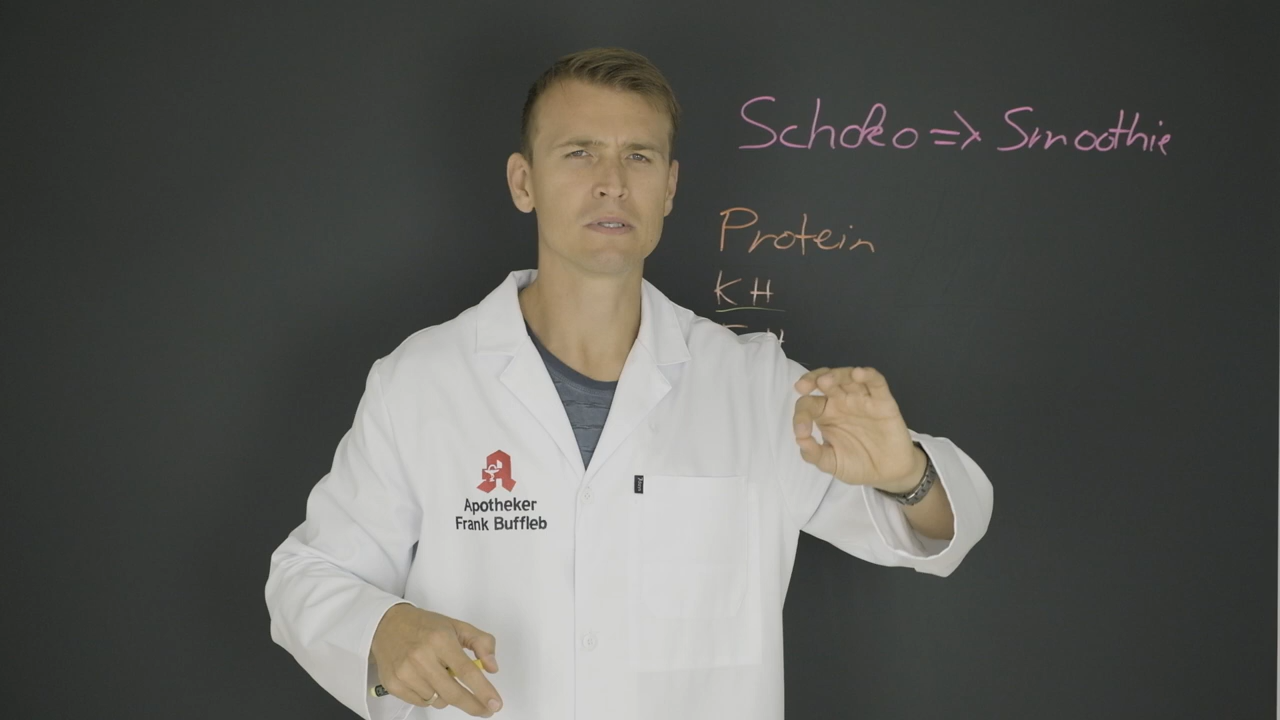 Schoko => Smoothie
Protein
KH
Apotheker
Frank Buffleb